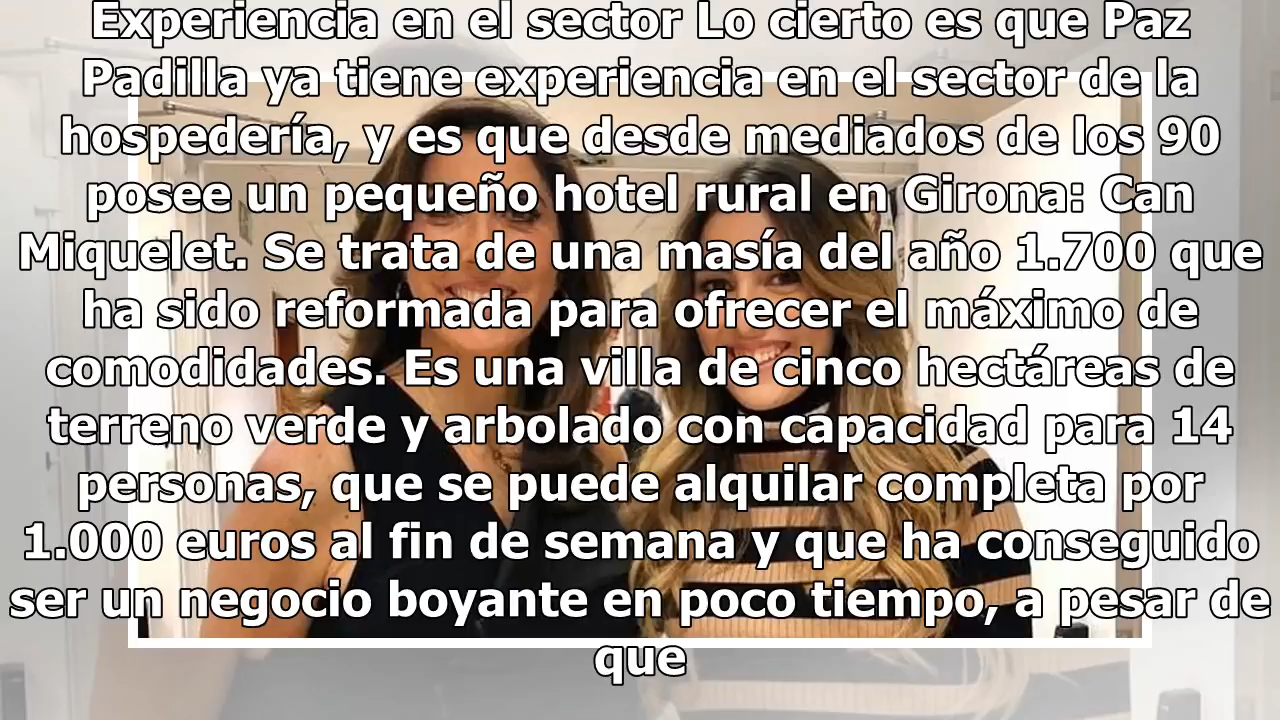 Experiencia en el sector Lo cierto es que Paz
Padilla ya tiene experiencia en el sector de la
hospedería, y es que desde mediados de los 90
posee un pequeño hotel rural en Girona: Can
Miquelet. Se trata de una masía del año 1.700 que
ha sido reformada para ofrecer el máximo de
comodidades. Es una villa de cinco hectáreas de
terreno verde y arbolado con capacidad para 14
personas, que se puede alquilar completa por
1.000 euros al fin de semana y que ha conseguido
ser un negocio boyante en poco tiempo, a pesar de
que